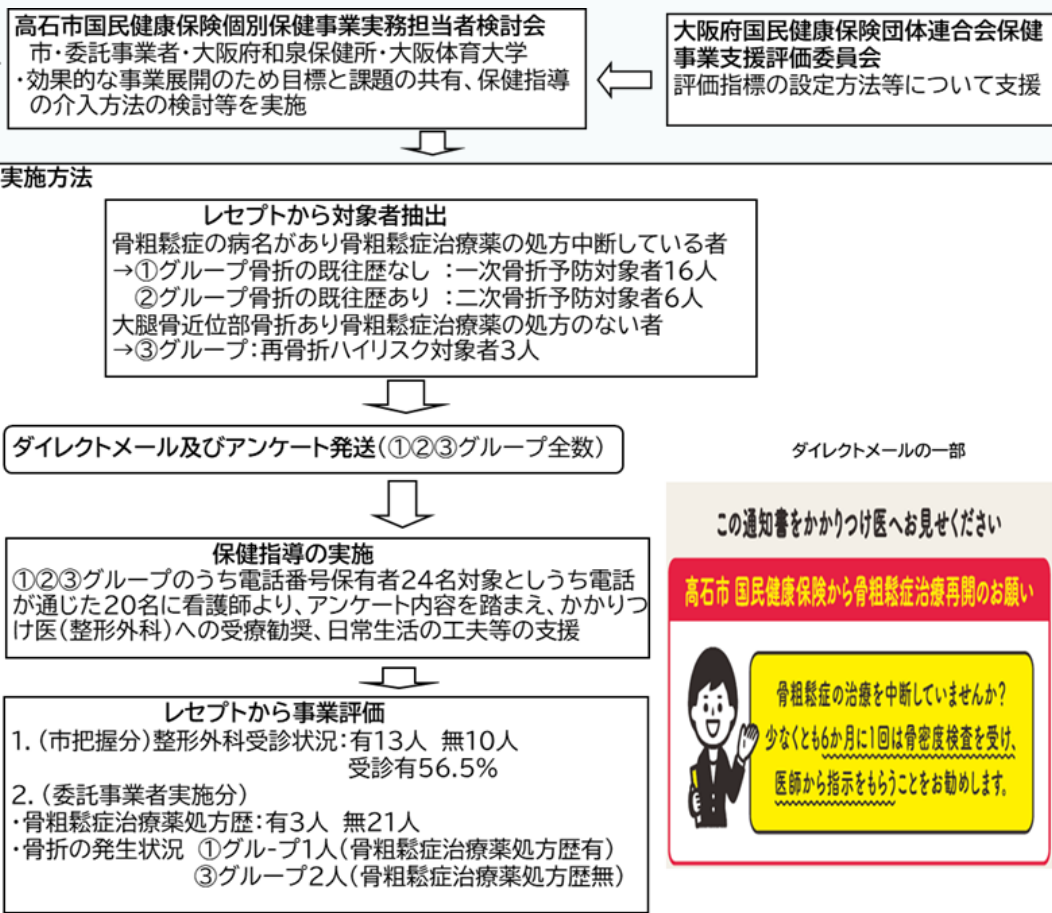 高石市国民健康保険個別保健事業実務担当者検討会
市・委託事業者・大阪府和泉保健所・大阪体育大学
・効果的な事業展開のため目標と課題の共有、保健指導
の介入方法の検討等を実施
大阪府国民健康保険団体連合会保健
事業支援評価委員会
評価指標の設定方法等について支援
実施方法
レセプトから対象者抽出
骨粗鬆症の病名があり骨粗鬆症治療薬の処方中断している者
→①グループ骨折の既往歴なし :一次骨折予防対象者16人
②グループ骨折の既往歴あり :二次骨折予防対象者6人
大腿骨近位部骨折あり骨粗鬆症治療薬の処方のない者
→③グループ:再骨折ハイリスク対象者3人
ダイレクトメール及びアンケート発送(①②③グループ全数)
保健指導の実施
①②③グループのうち電話番号保有者24名対象としうち電話
が通じた20名に看護師より、アンケート内容を踏まえ、かかりつ
け医(整形外科)への受療勧奨、日常生活の工夫等の支援
レセプトから事業評価
1.(市把握分)整形外科受診状況:有13人 無10人
受診有56.5%
2.(委託事業者実施分)
・骨粗鬆症治療薬処方歴:有3人 無21人
・骨折の発生状況 ①グル-プ1人(骨粗鬆症治療薬処方歴有)
③グループ2人(骨粗鬆症治療薬処方歴無)
ダイレクトメールの一部
この通知書をかかりつけ医へお見せください
高石市 国民健康保険から骨粗鬆症治療再開のお願い
骨粗鬆症の治療を中断していませんか?
少なくとも6か月に1回は骨密度検査を受け、
医師から指示をもらうことをお勧めします。